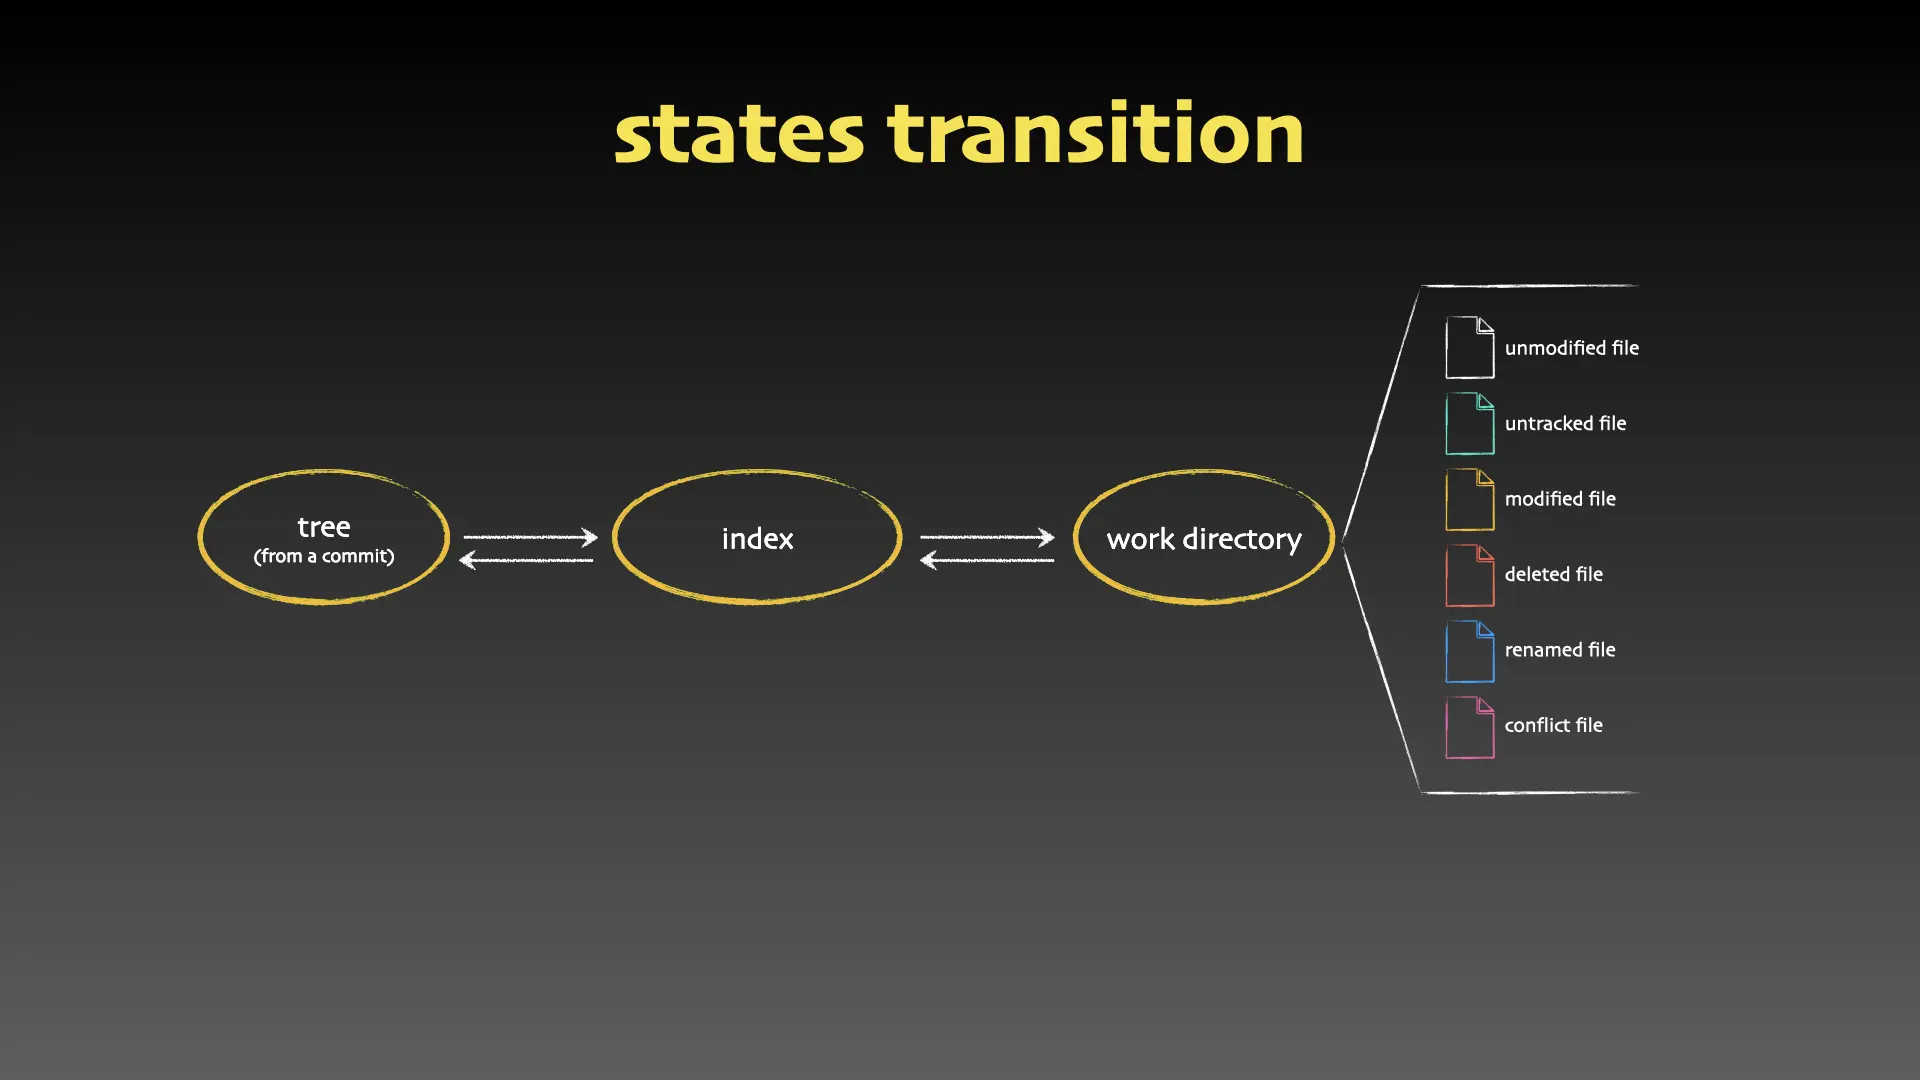 states transition
tree
(from a commit)
index
work directory
unmodified file
untracked file
modified file
deleted file
renamed file
conflict file